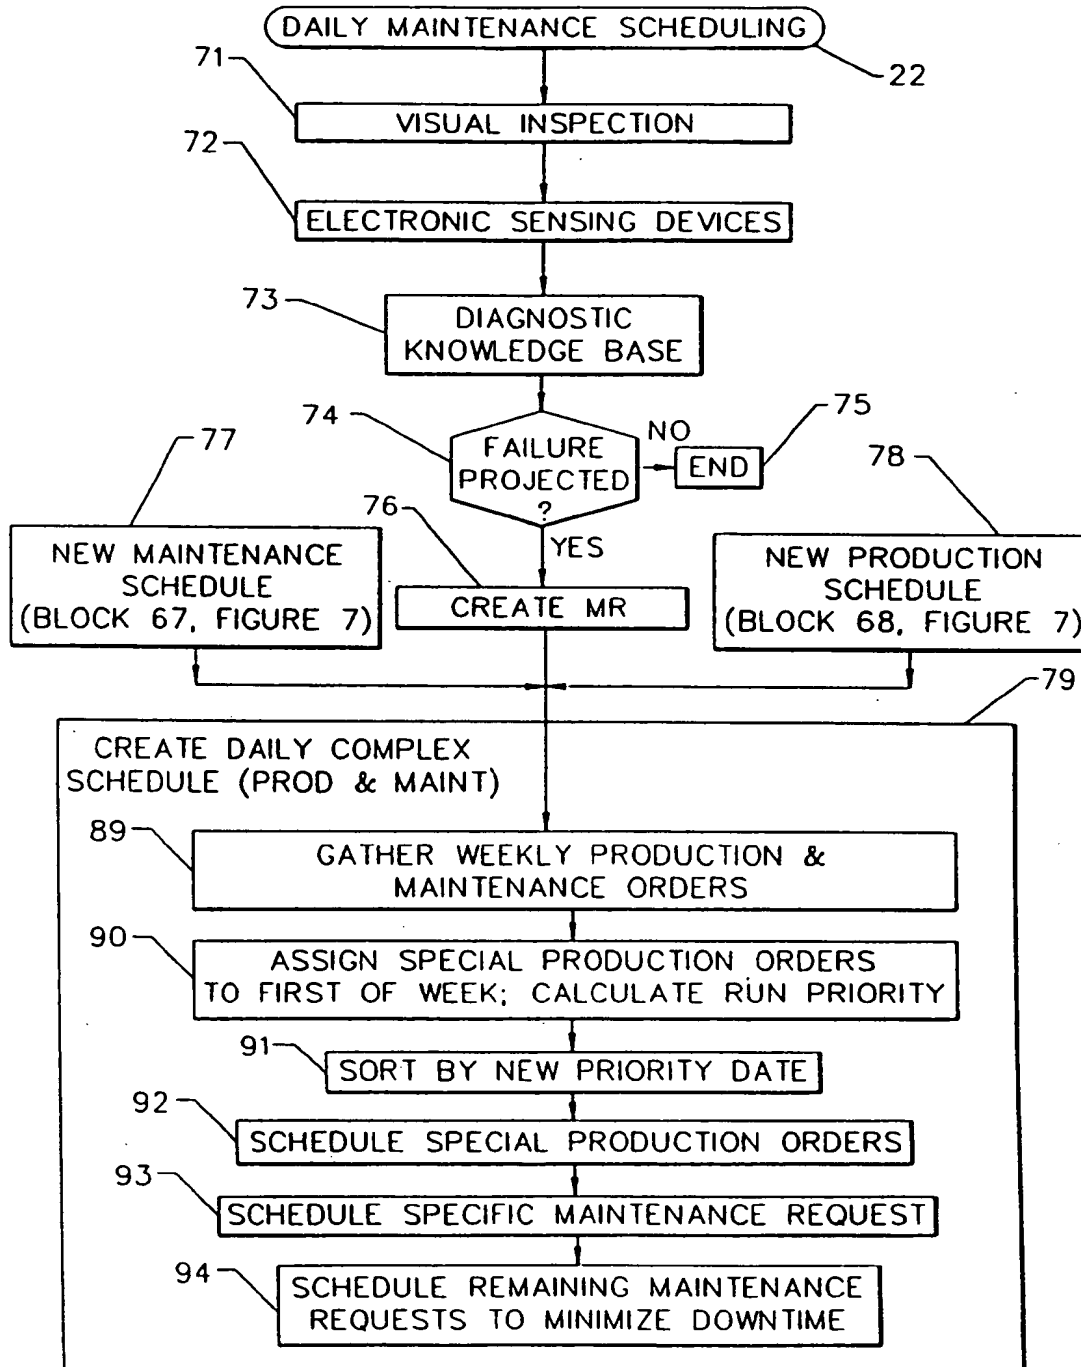 DAILY MAINTENANCE SCHEDULING
22
71
VISUAL INSPECTION
72
ELECTRONIC SENSING DEVICES
73
DIAGNOSTIC
KNOWLEDGE BASE
74
FAILURE
PROJECTED
?
NO
75
END
YES
77
NEW MAINTENANCE
SCHEDULE
(BLOCK 67, FIGURE 7)
76
CREATE MR
78
NEW PRODUCTION
SCHEDULE
(BLOCK 68, FIGURE 7)
79
CREATE DAILY COMPLEX
SCHEDULE (PROD & MAINT)
89
GATHER WEEKLY PRODUCTION &
MAINTENANCE ORDERS
90
ASSIGN SPECIAL PRODUCTION ORDERS
TO FIRST OF WEEK; CALCULATE RUN PRIORITY
91
SORT BY NEW PRIORITY DATE
92
SCHEDULE SPECIAL PRODUCTION ORDERS
93
SCHEDULE SPECIFIC MAINTENANCE REQUEST
94
SCHEDULE REMAINING MAINTENANCE
REQUESTS TO MINIMIZE DOWNTIME